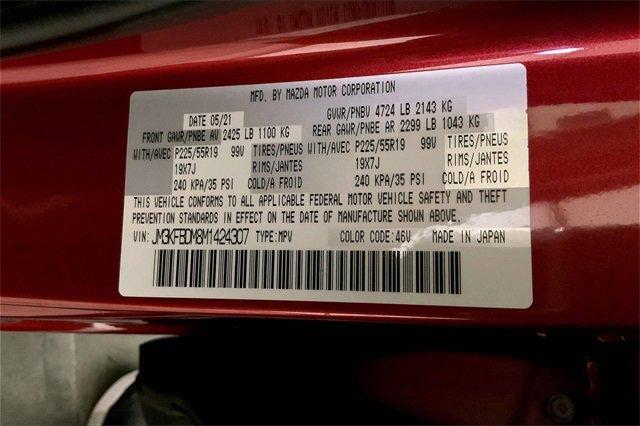 MFD. BY MAZDA MOTOR CORPORATION
DATE 05/21 GVWR/PNBV 4724 LB 2143 KG
FRONT GAWR/PNBE AV 2425 LB 1100 KG REAR GAWR/PNBE AR 2299 LB 1043 KG
WITH/AVEC P225/55R19 99V TIRES/PNEUS WITH/AVEC P225/55R19 99V TIRES/PNEUS
19X7J RIMS/JANTES 19X7J RIMS/JANTES
240 KPA/35 PSI COLD/A FROID 240 KPA/35 PSI COLD/A FROID
THIS VEHICLE CONFORMS TO ALL APPLICABLE FEDERAL MOTOR VEHICLE SAFETY AND THEFT
PREVENTION STANDARDS IN EFFECT ON THE DATE OF MANUFACTURE SHOWN ABOVE.
VIN: JM3KFBDM8M1424307 TYPE:MPV COLOR CODE:46V MADE IN JAPAN